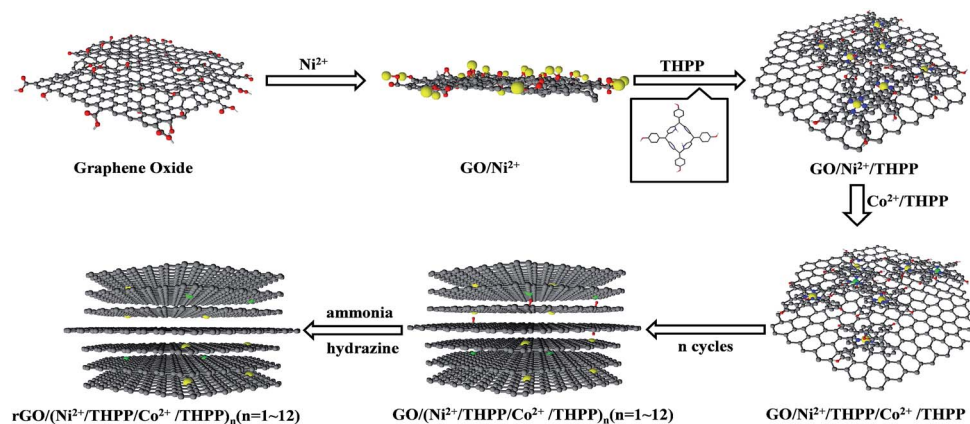 Ni²⁺
THPP
Graphene Oxide
GO/Ni²⁺
GO/Ni²⁺/THPP
Co²⁺/THPP
ammonia
hydrazine
n cycles
rGO/(Ni²⁺/THPP/Co²⁺ /THPP)ₙ(n=1~12)
GO/(Ni²⁺/THPP/Co²⁺ /THPP)ₙ(n=1~12)
GO/Ni²⁺/THPP/Co²⁺ /THPP